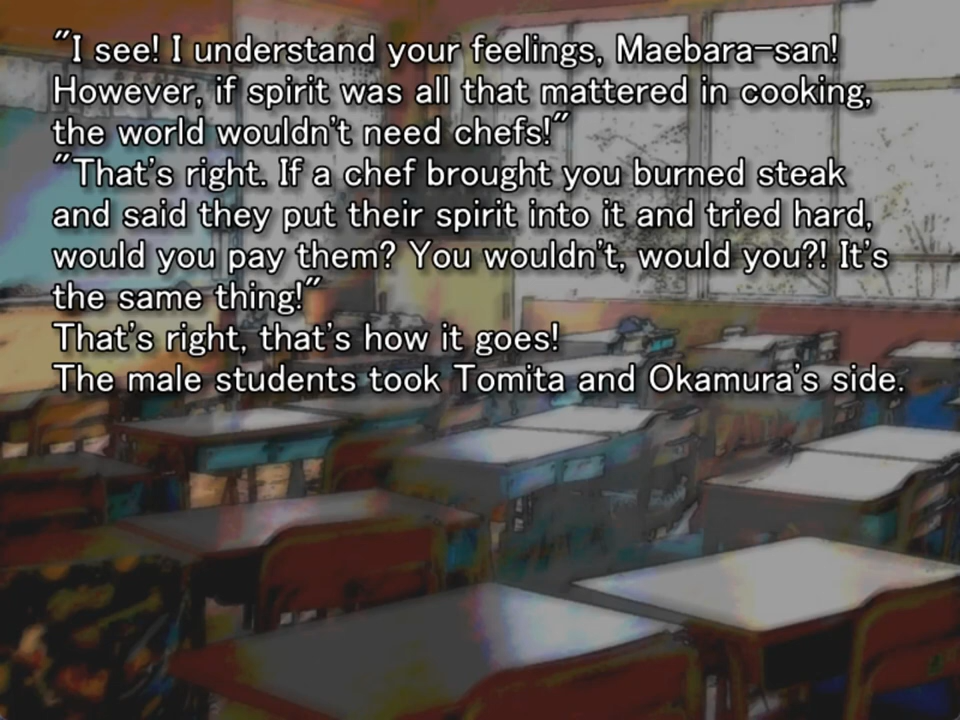 "I see! I understand your feelings, Maebara-san!
However, if spirit was all that mattered in cooking,
the world wouldn't need chefs!"
"That's right. If a chef brought you burned steak
and said they put their spirit into it and tried hard,
would you pay them? You wouldn't, would you?! It's
the same thing!"
That's right, that's how it goes!
The male students took Tomita and Okamura's side.